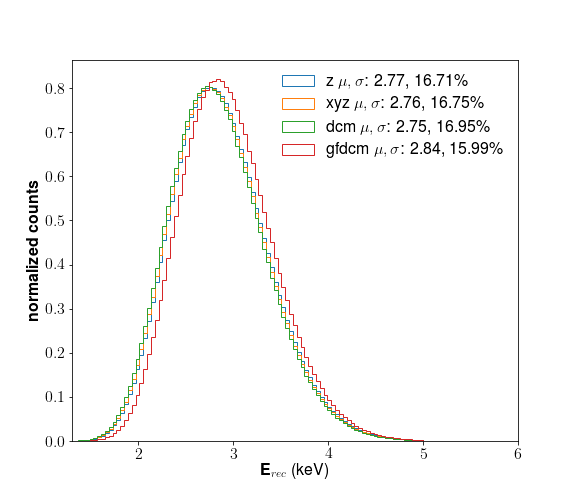 z μ, σ: 2.77, 16.71%
xyz μ, σ: 2.76, 16.75%
dcm μ, σ: 2.75, 16.95%
gfdcm μ, σ: 2.84, 15.99%
normalized counts
0.8
0.7
0.6
0.5
0.4
0.3
0.2
0.1
0.0
2 3 4 5 6
E_rec (keV)